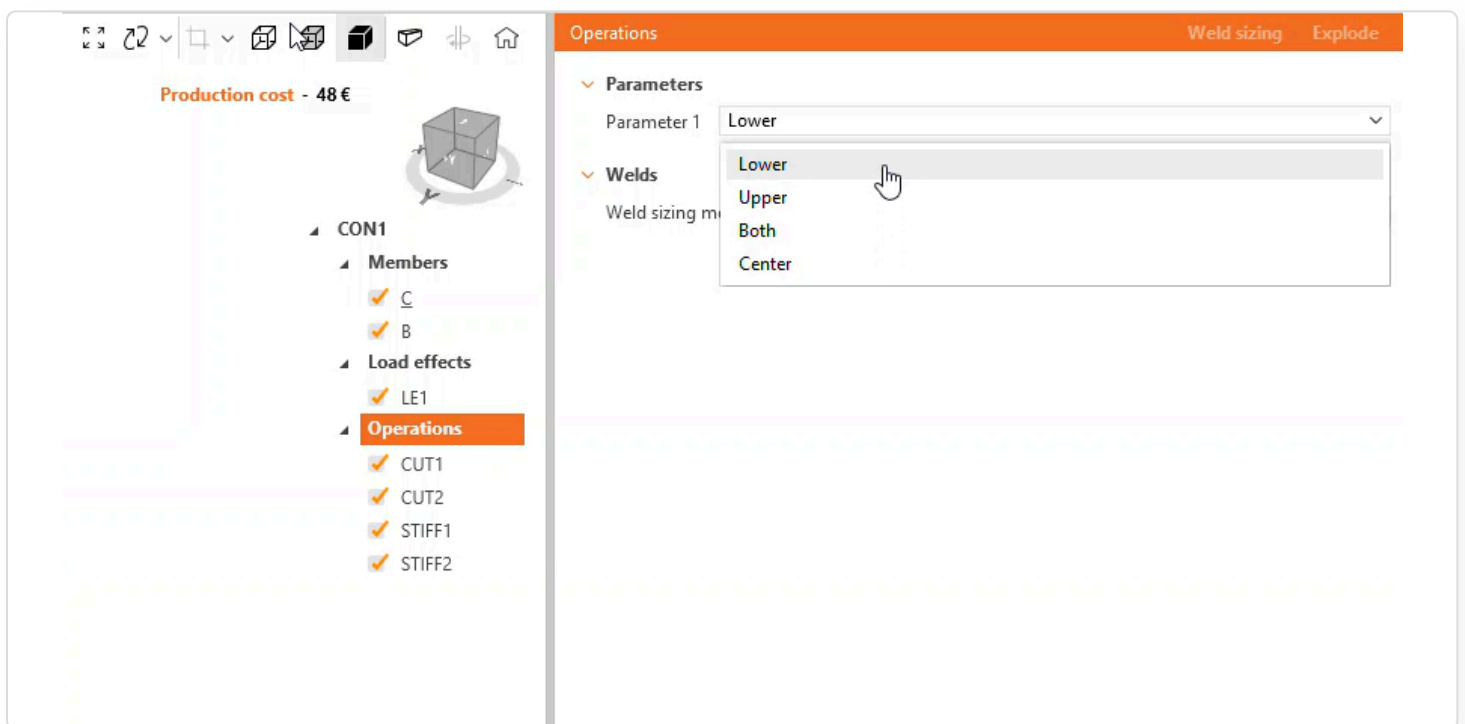 Production cost - 48 €
CON1
Members
C
B
Load effects
LE1
Operations
CUT1
CUT2
STIFF1
STIFF2
Operations Weld sizing Explode
Parameters
Parameter 1 Lower
Lower
Upper
Both
Center
Welds
Weld sizing